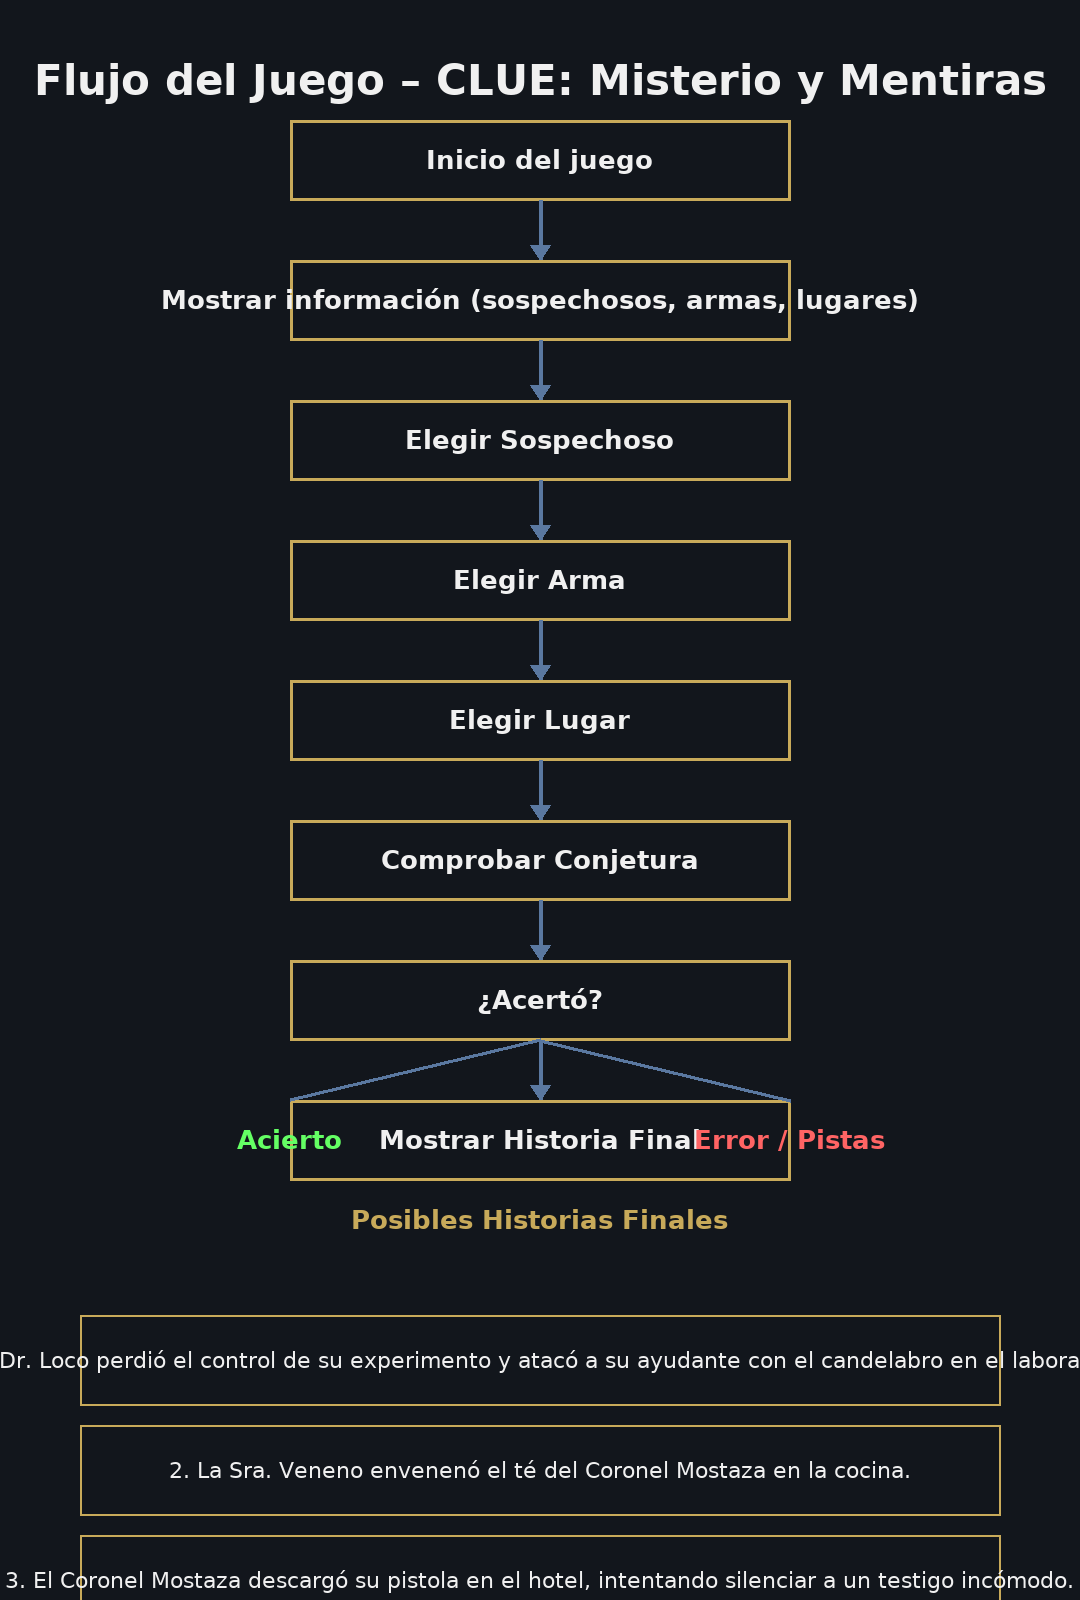 Flujo del Juego – CLUE: Misterio y Mentiras
Inicio del juego
Mostrar información (sospechosos, armas, lugares)
Elegir Sospechoso
Elegir Arma
Elegir Lugar
Comprobar Conjetura
¿Acertó?
Acierto
Mostrar Historia Final
Error / Pistas
Posibles Historias Finales
Dr. Loco perdió el control de su experimento y atacó a su ayudante con el candelabro en el labora
2. La Sra. Veneno envenenó el té del Coronel Mostaza en la cocina.
3. El Coronel Mostaza descargó su pistola en el hotel, intentando silenciar a un testigo incómodo.